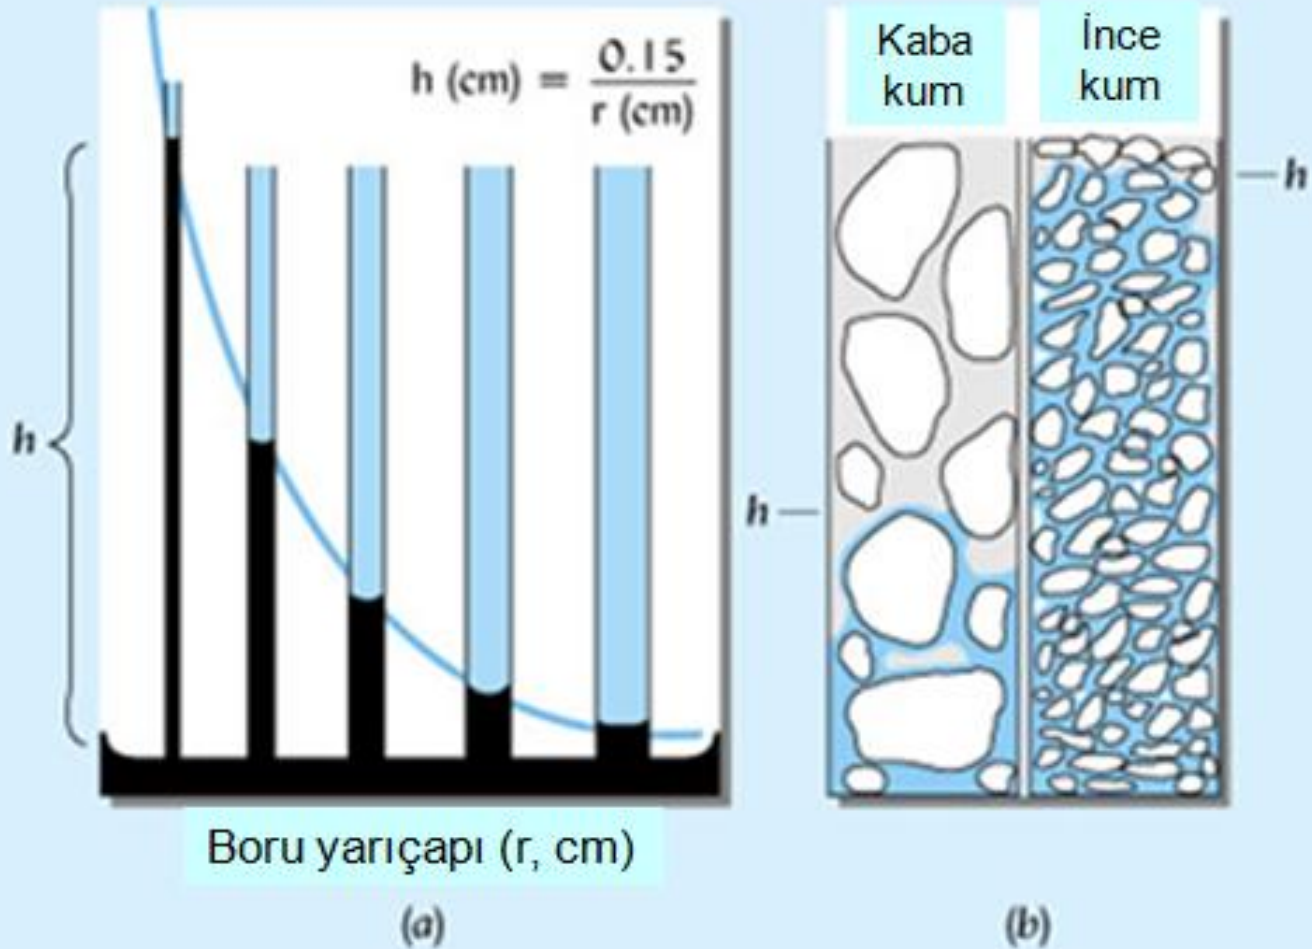 h (cm) = 0.15
r (cm)
h
Boru yarıçapı (r, cm)
(a)
Kaba
kum
İnce
kum
h
h
(b)